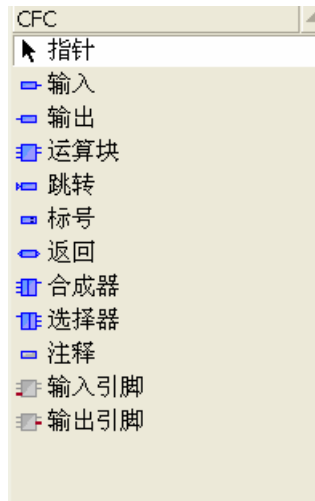 CFC
指针
输入
输出
运算块
跳转
标号
返回
合成器
选择器
注释
输入引脚
输出引脚